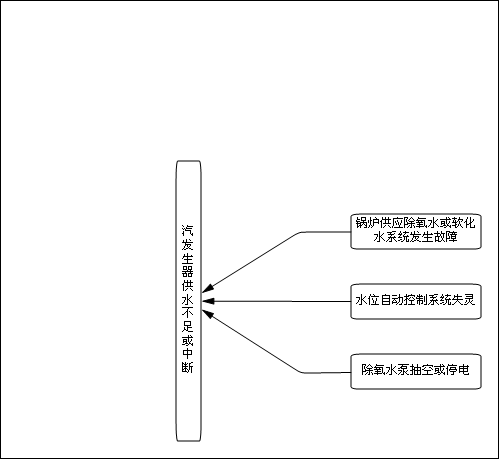 汽发生器供水不足或中断
锅炉供应除氧水或软化
水系统发生故障
水位自动控制系统失灵
除氧水泵抽空或停电